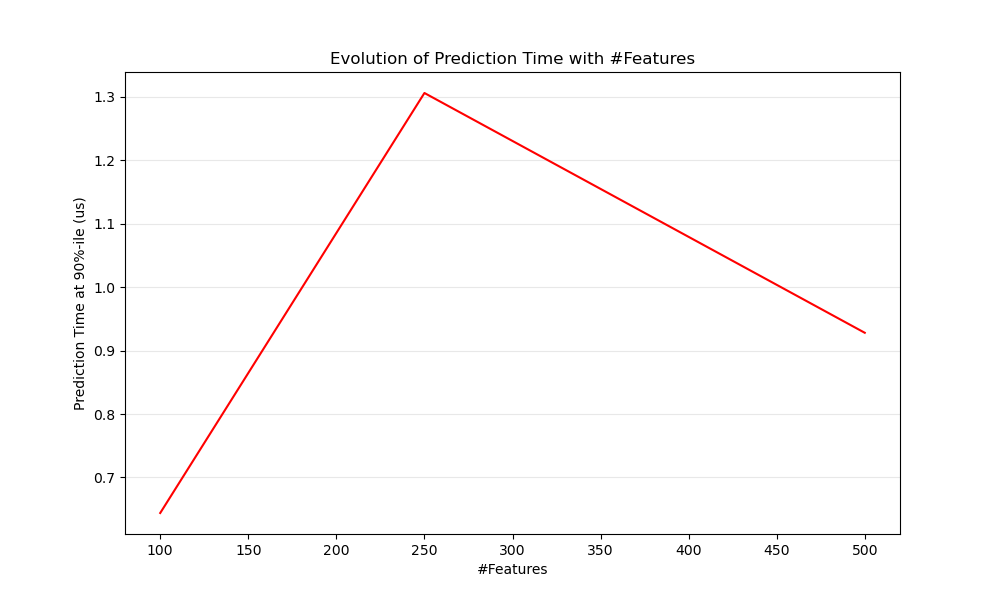 Evolution of Prediction Time with #Features
Prediction Time at 90%-ile (us)
1.3
1.2
1.1
1.0
0.9
0.8
0.7
100 150 200 250 300 350 400 450 500
#Features